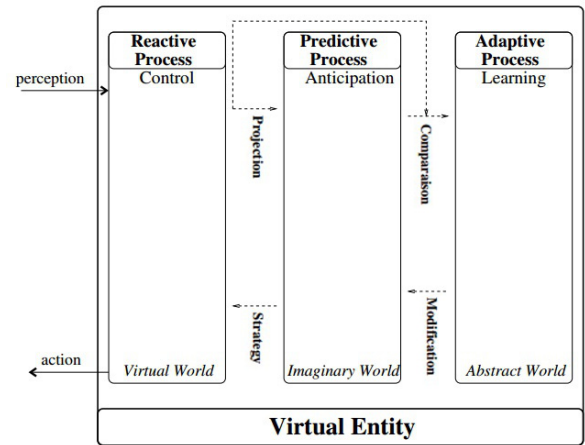 Reactive
Process
Control
Predictive
Process
Anticipation
Adaptive
Process
Learning
perception
Projection
Comparaison
Strategy
Modification
action
Virtual World
Imaginary World
Abstract World
Virtual Entity